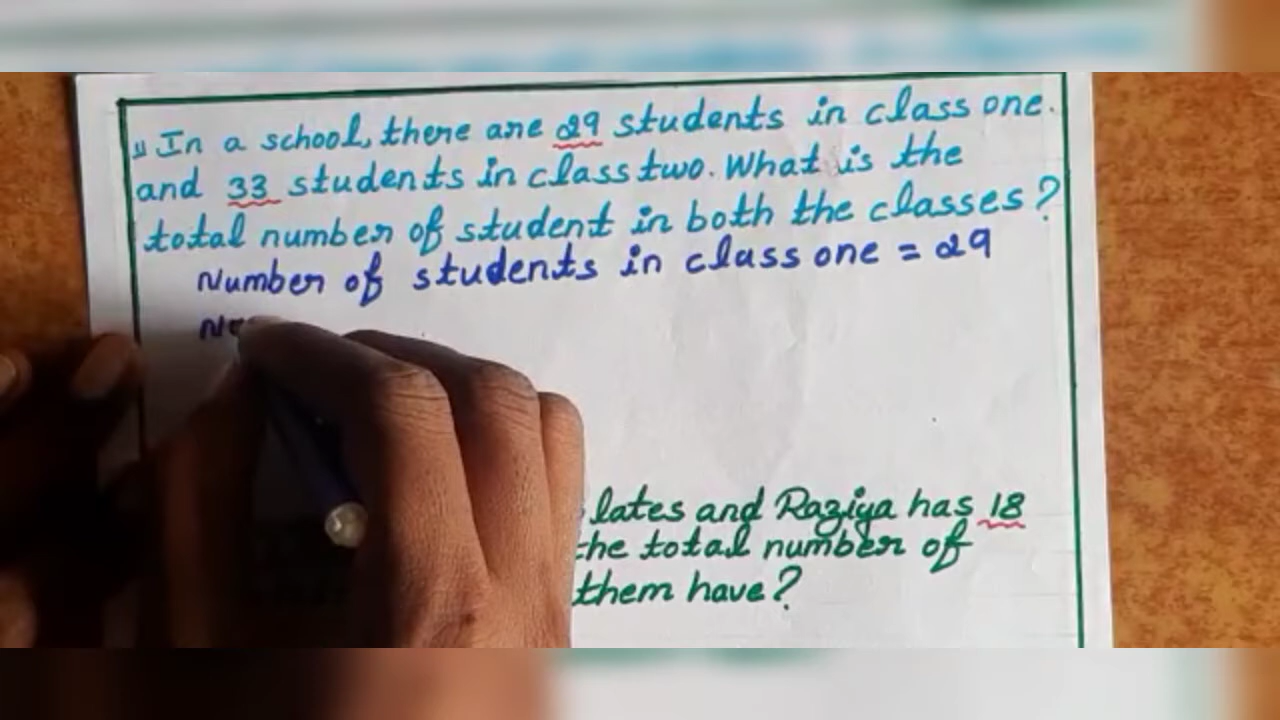 1) In a school, there are 29 students in class one.
and 33 students in class two. What is the
total number of student in both the classes?
Number of students in class one = 29
lates and Raziya has 18
the total number of
them have?